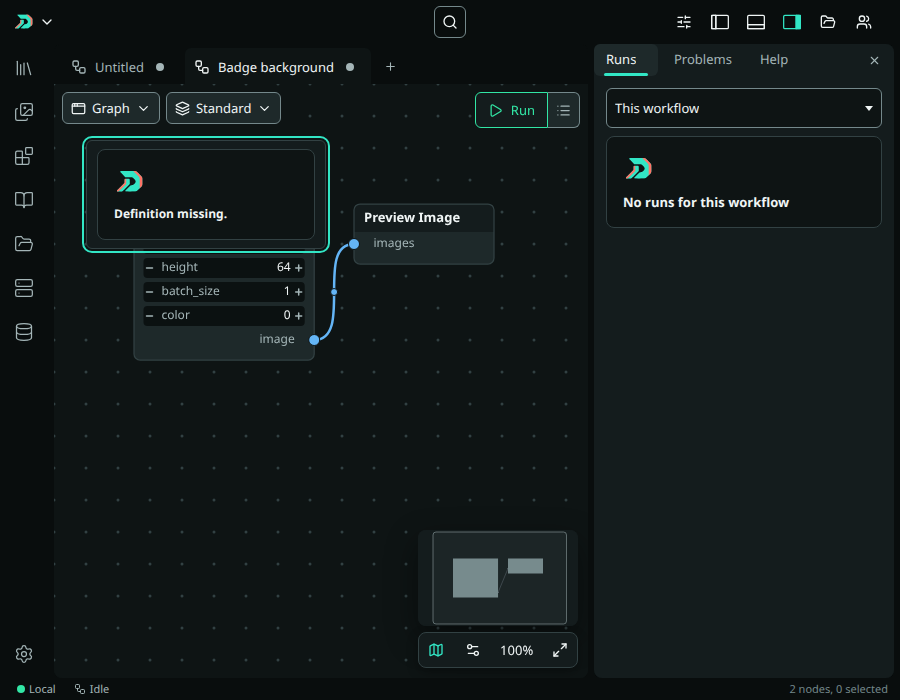 Untitled
Badge background
Runs
Problems
Help
Graph
Standard
Run
This workflow
Definition missing.
No runs for this workflow
Preview Image
images
height 64
batch_size 1
color 0
image
100%
Local
Idle
2 nodes, 0 selected